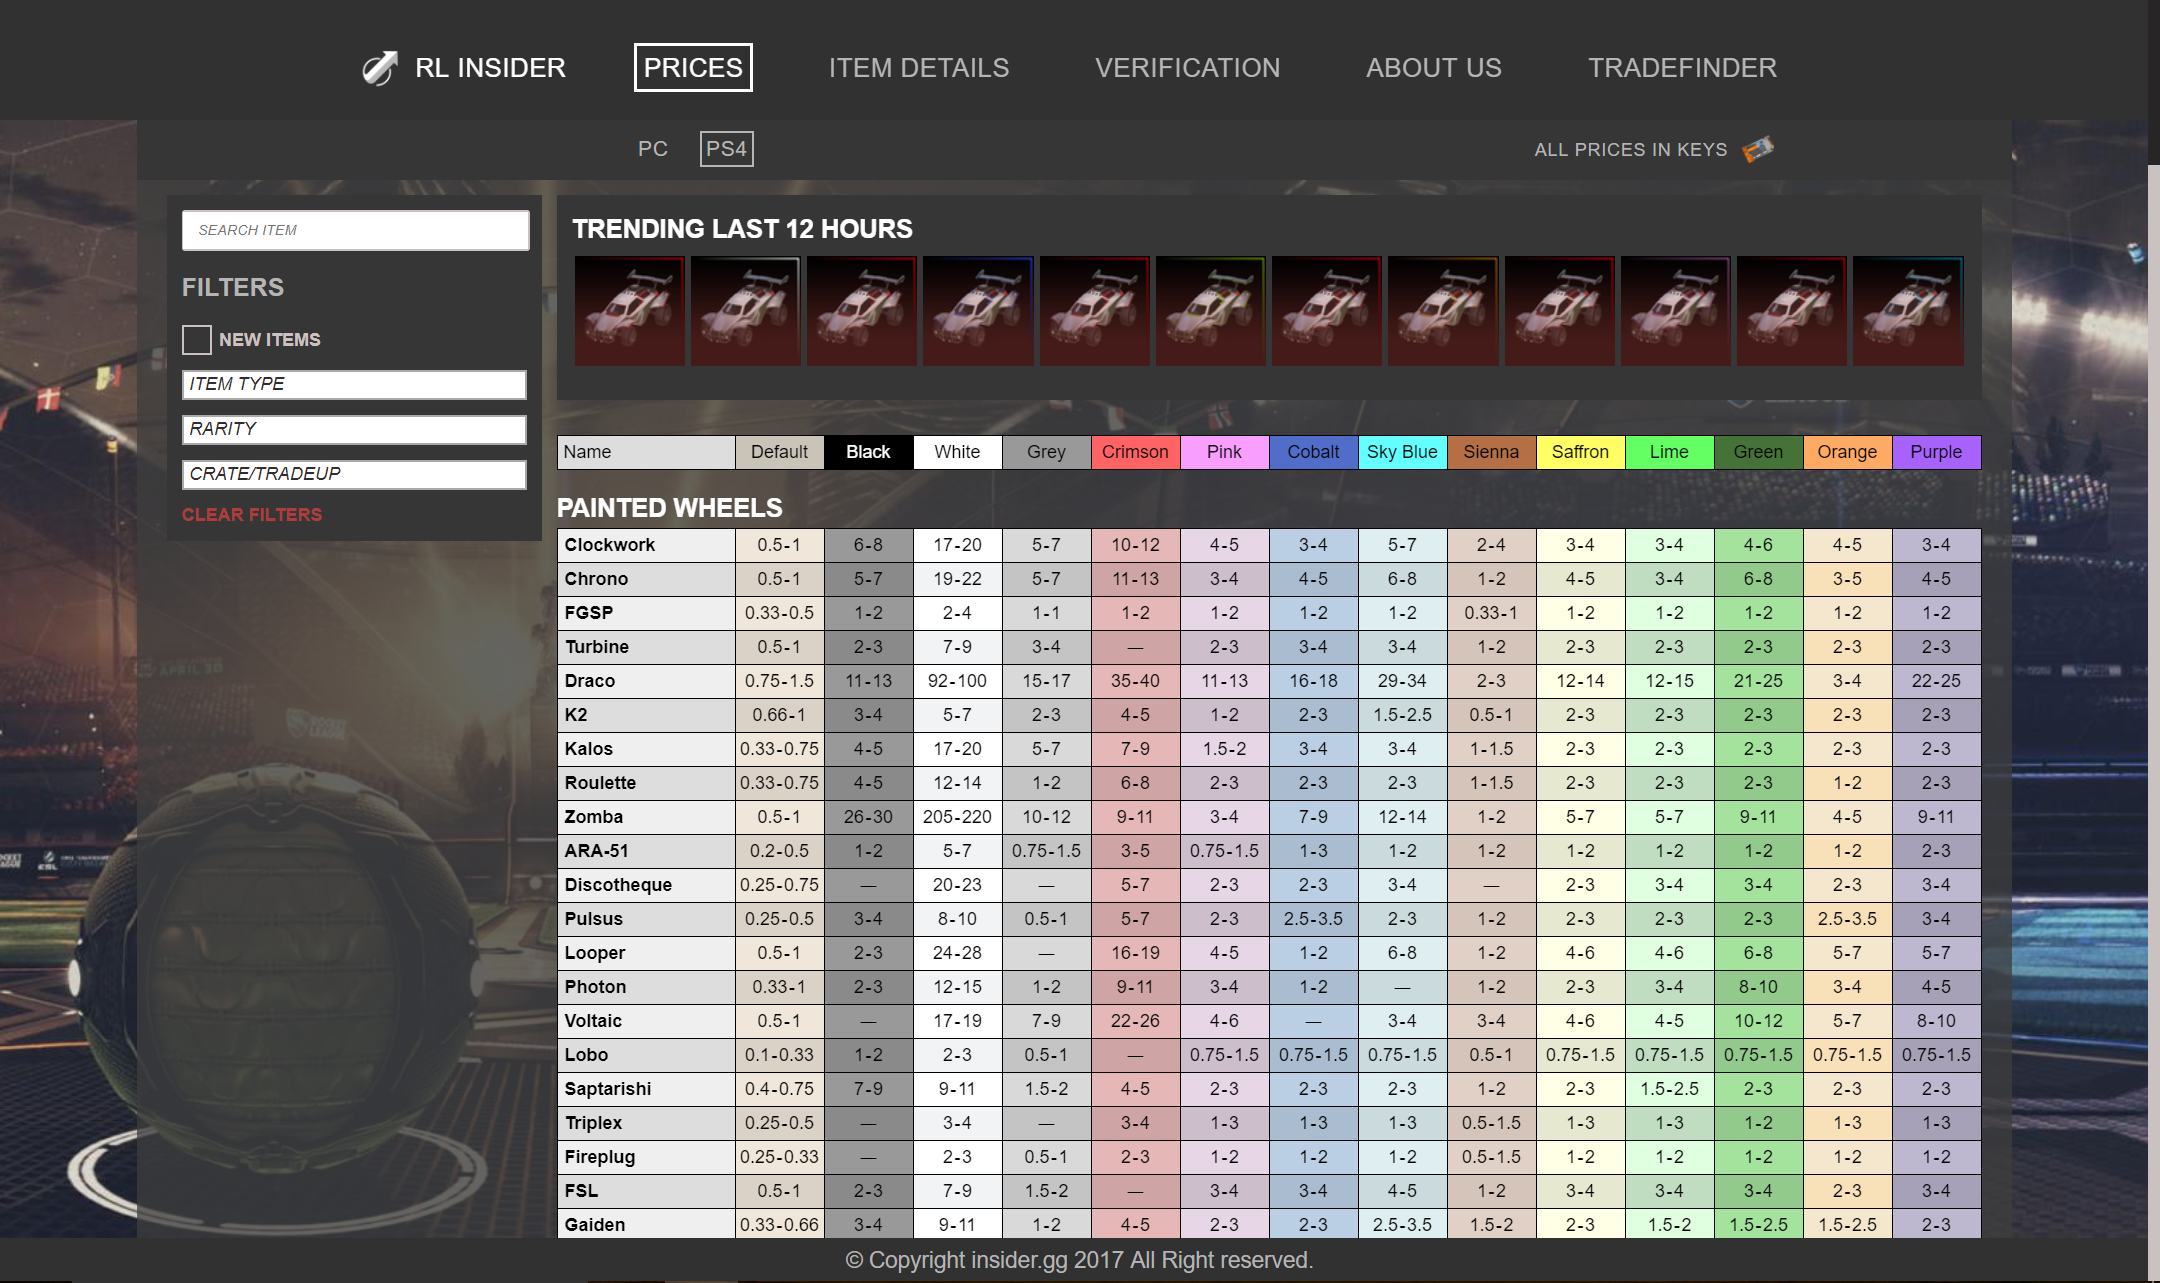 RL INSIDER PRICES ITEM DETAILS VERIFICATION ABOUT US TRADEFINDER
PC PS4 ALL PRICES IN KEYS
SEARCH ITEM
FILTERS
NEW ITEMS
ITEM TYPE
RARITY
CRATE/TRADEUP
CLEAR FILTERS
TRENDING LAST 12 HOURS
Name Default Black White Grey Crimson Pink Cobalt Sky Blue Sienna Saffron Lime Green Orange Purple
PAINTED WHEELS
Clockwork 0.5-1 6-8 17-20 5-7 10-12 4-5 3-4 5-7 2-4 3-4 3-4 4-6 4-5 3-4
Chrono 0.5-1 5-7 19-22 5-7 11-13 3-4 4-5 6-8 1-2 4-5 3-4 6-8 3-5 4-5
FGSP 0.33-0.5 1-2 2-4 1-1 1-2 1-2 1-2 1-2 0.33-1 1-2 1-2 1-2 1-2 1-2
Turbine 0.5-1 2-3 7-9 3-4 — 2-3 3-4 3-4 1-2 2-3 2-3 2-3 2-3 2-3
Draco 0.75-1.5 11-13 92-100 15-17 35-40 11-13 16-18 29-34 2-3 12-14 12-15 21-25 3-4 22-25
K2 0.66-1 3-4 5-7 2-3 4-5 1-2 2-3 1.5-2.5 0.5-1 2-3 2-3 2-3 2-3 2-3
Kalos 0.33-0.75 4-5 17-20 5-7 7-9 1.5-2 3-4 3-4 1-1.5 2-3 2-3 2-3 2-3 2-3
Roulette 0.33-0.75 4-5 12-14 1-2 6-8 2-3 2-3 2-3 1-1.5 2-3 2-3 2-3 1-2 2-3
Zomba 0.5-1 26-30 205-220 10-12 9-11 3-4 7-9 12-14 1-2 5-7 5-7 9-11 4-5 9-11
ARA-51 0.2-0.5 1-2 5-7 0.75-1.5 3-5 0.75-1.5 1-3 1-2 1-2 1-2 1-2 1-2 1-2 2-3
Discotheque 0.25-0.75 — 20-23 — 5-7 2-3 2-3 3-4 — 2-3 3-4 3-4 2-3 3-4
Pulsus 0.25-0.5 3-4 8-10 0.5-1 5-7 2-3 2.5-3.5 2-3 1-2 2-3 2-3 2-3 2.5-3.5 3-4
Looper 0.5-1 2-3 24-28 — 16-19 4-5 1-2 6-8 1-2 4-6 4-6 6-8 5-7 5-7
Photon 0.33-1 2-3 12-15 1-2 9-11 3-4 1-2 — 1-2 2-3 3-4 8-10 3-4 4-5
Voltaic 0.5-1 — 17-19 7-9 22-26 4-6 — 3-4 3-4 4-6 4-5 10-12 5-7 8-10
Lobo 0.1-0.33 1-2 2-3 0.5-1 — 0.75-1.5 0.75-1.5 0.75-1.5 0.5-1 0.75-1.5 0.75-1.5 0.75-1.5 0.75-1.5 0.75-1.5
Saptarishi 0.4-0.75 7-9 9-11 1.5-2 4-5 2-3 2-3 2-3 1-2 2-3 1.5-2.5 2-3 2-3 2-3
Triplex 0.25-0.5 — 3-4 — 3-4 1-3 1-3 1-3 0.5-1.5 1-3 1-3 1-2 1-3 1-3
Fireplug 0.25-0.33 — 2-3 0.5-1 2-3 1-2 1-2 1-2 0.5-1.5 1-2 1-2 1-2 1-2 1-2
FSL 0.5-1 2-3 7-9 1.5-2 — 3-4 3-4 4-5 1-2 3-4 3-4 3-4 2-3 3-4
Gaiden 0.33-0.66 3-4 9-11 1-2 4-5 2-3 2-3 2.5-3.5 1.5-2 2-3 1.5-2 1.5-2.5 1.5-2.5 2-3
© Copyright insider.gg 2017 All Right reserved.